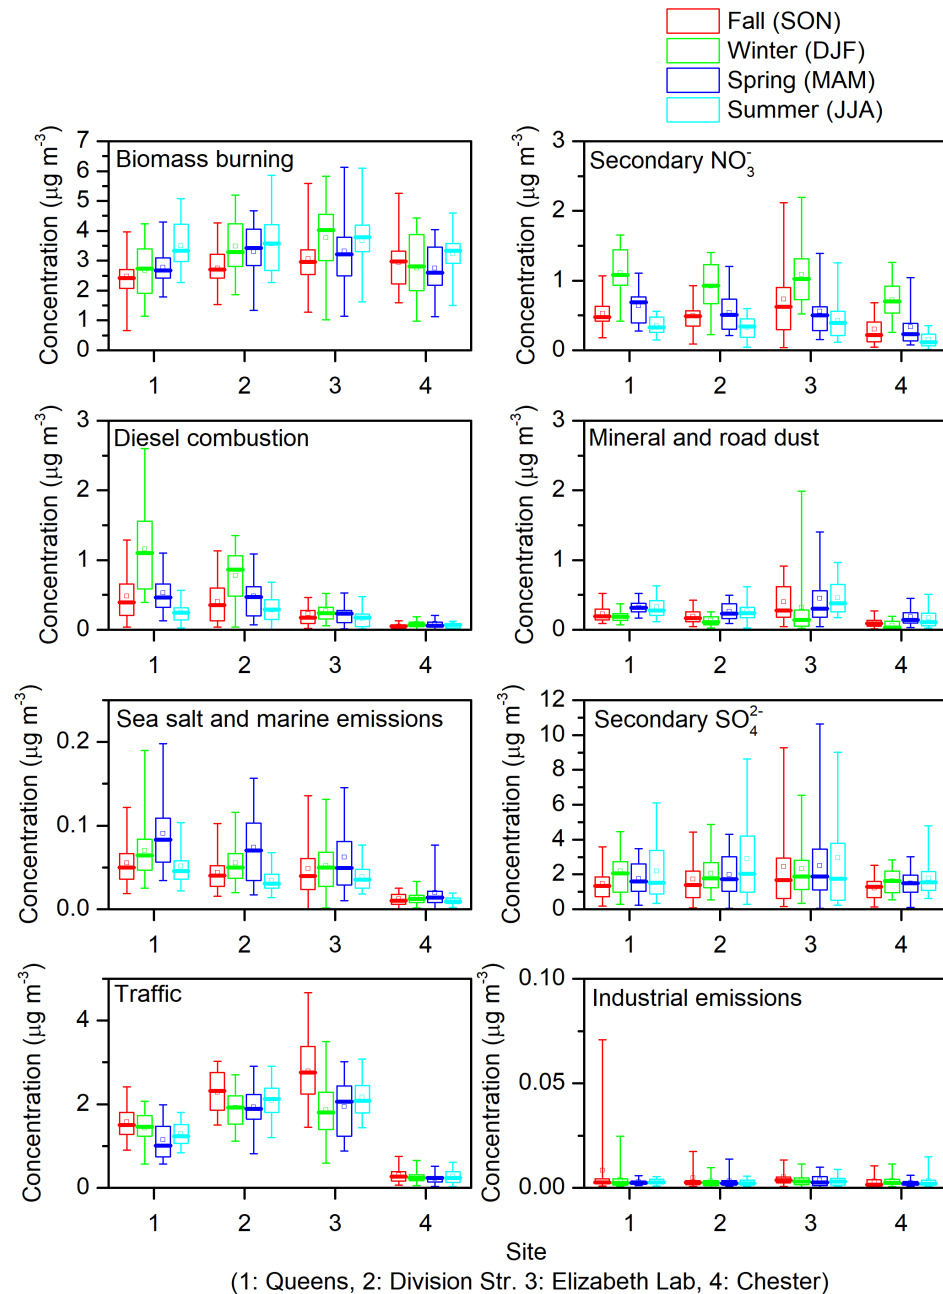 Fall (SON)
Winter (DJF)
Spring (MAM)
Summer (JJA)
Concentration (μg m⁻³)
7
6
5
4
3
2
1
0
Biomass burning
1 2 3 4
Concentration (μg m⁻³)
3
2
1
0
Secondary NO₃⁻
1 2 3 4
Concentration (μg m⁻³)
3
2
1
0
Diesel combustion
1 2 3 4
Concentration (μg m⁻³)
3
2
1
0
Mineral and road dust
1 2 3 4
Concentration (μg m⁻³)
0.2
0.1
0.0
Sea salt and marine emissions
1 2 3 4
Concentration (μg m⁻³)
12
10
8
6
4
2
0
Secondary SO₄²⁻
1 2 3 4
Concentration (μg m⁻³)
4
2
0
Traffic
1 2 3 4
Concentration (μg m⁻³)
0.10
0.05
0.00
Industrial emissions
1 2 3 4
Site
(1: Queens, 2: Division Str. 3: Elizabeth Lab, 4: Chester)